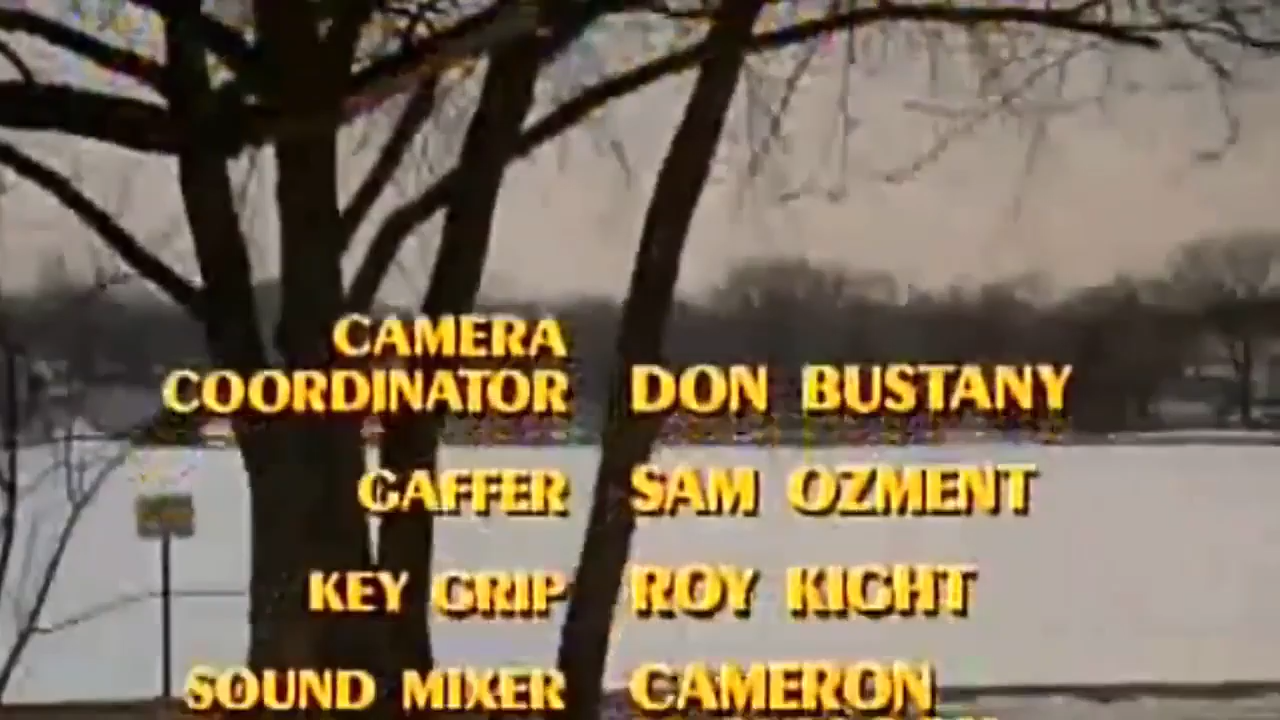 CAMERA
COORDINATOR DON BUSTANY
GAFFER SAM OZMENT
KEY GRIP ROY KIGHT
SOUND MIXER CAMERON